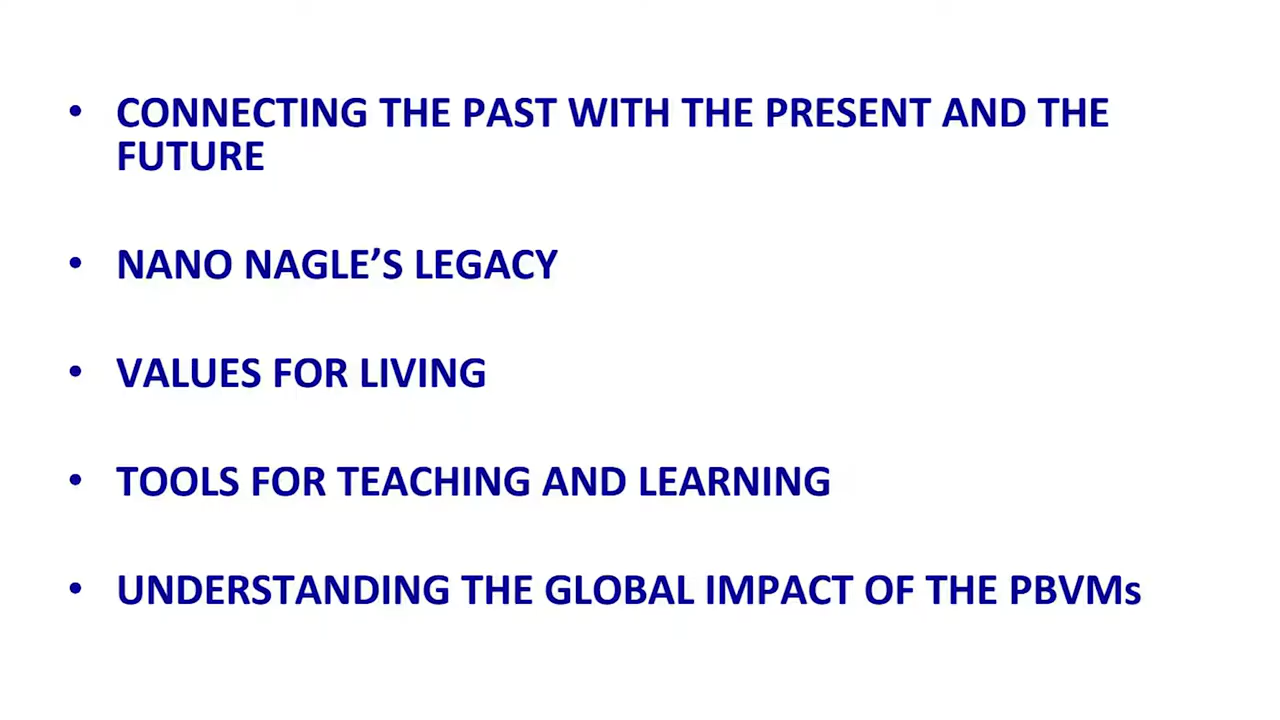 • CONNECTING THE PAST WITH THE PRESENT AND THE
FUTURE
• NANO NAGLE’S LEGACY
• VALUES FOR LIVING
• TOOLS FOR TEACHING AND LEARNING
• UNDERSTANDING THE GLOBAL IMPACT OF THE PBVMs